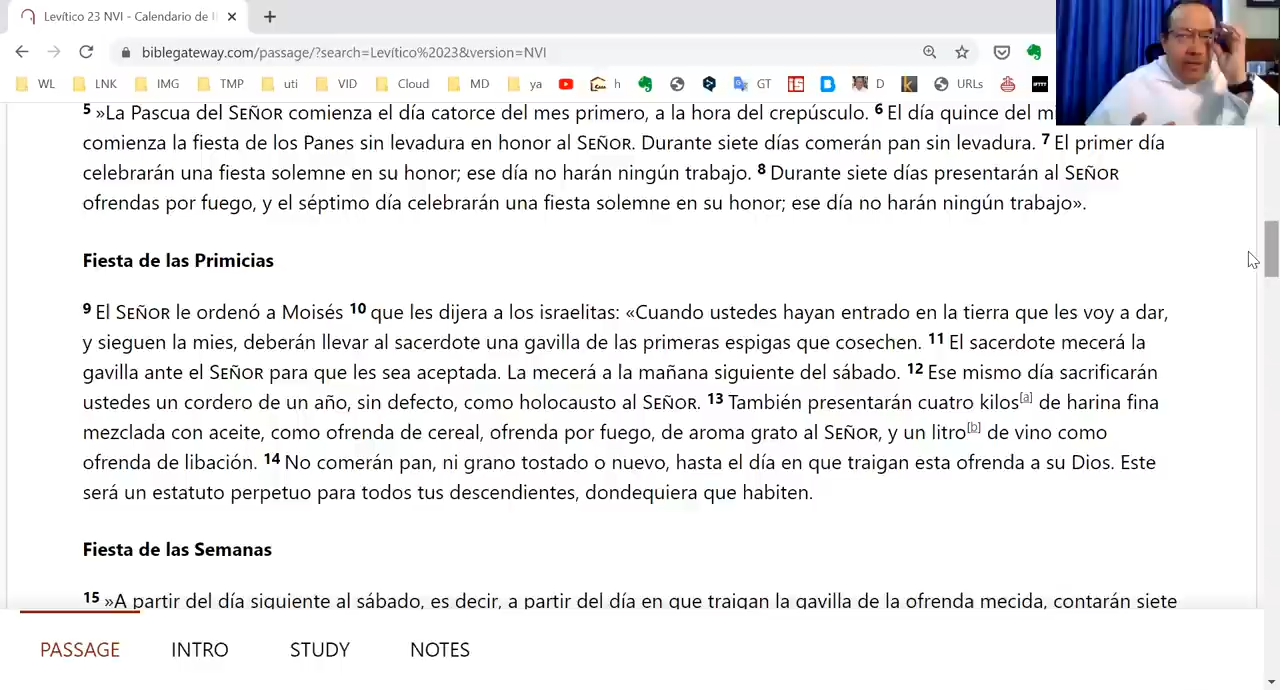 Levítico 23 NVI - Calendario de
biblegateway.com/passage/?search=Levítico%2023&version=NVI
WL LNK IMG TMP uti VID Cloud MD ya h GT D URLs
5 »La Pascua del SEÑOR comienza el día catorce del mes primero, a la hora del crepúsculo. 6 El día quince del
comienza la fiesta de los Panes sin levadura en honor al SEÑOR. Durante siete días comerán pan sin levadura. 7 El primer día
celebrarán una fiesta solemne en su honor; ese día no harán ningún trabajo. 8 Durante siete días presentarán al SEÑOR
ofrendas por fuego, y el séptimo día celebrarán una fiesta solemne en su honor; ese día no harán ningún trabajo».
Fiesta de las Primicias
9 El SEÑOR le ordenó a Moisés 10 que les dijera a los israelitas: «Cuando ustedes hayan entrado en la tierra que les voy a dar,
y sieguen la mies, deberán llevar al sacerdote una gavilla de las primeras espigas que cosechen. 11 El sacerdote mecerá la
gavilla ante el SEÑOR para que les sea aceptada. La mecerá a la mañana siguiente del sábado. 12 Ese mismo día sacrificarán
ustedes un cordero de un año, sin defecto, como holocausto al SEÑOR. 13 También presentarán cuatro kilos[a] de harina fina
mezclada con aceite, como ofrenda de cereal, ofrenda por fuego, de aroma grato al SEÑOR, y un litro[b] de vino como
ofrenda de libación. 14 No comerán pan, ni grano tostado o nuevo, hasta el día en que traigan esta ofrenda a su Dios. Este
será un estatuto perpetuo para todos tus descendientes, dondequiera que habiten.
Fiesta de las Semanas
15 »A partir del día siguiente al sábado, es decir, a partir del día en que traigan la gavilla de la ofrenda mecida, contarán siete
PASSAGE INTRO STUDY NOTES